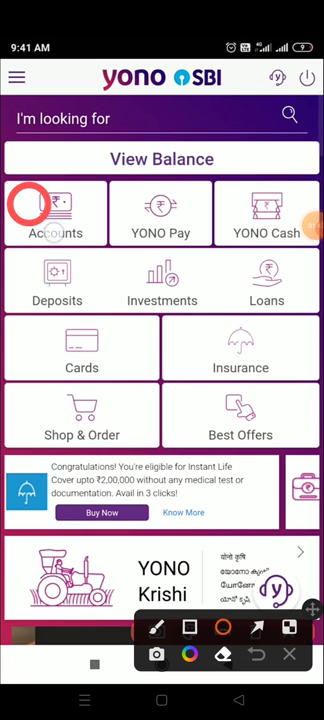 9:41 AM
4G
9
yono SBI
I'm looking for
View Balance
Accounts
YONO Pay
YONO Cash
Deposits
Investments
Loans
Cards
Insurance
Shop & Order
Best Offers
Congratulations! You're eligible for Instant Life
Cover upto ₹2,00,000 without any medical test or
documentation. Avail in 3 clicks!
Buy Now
Know More
YONO
Krishi
योनो कृषि